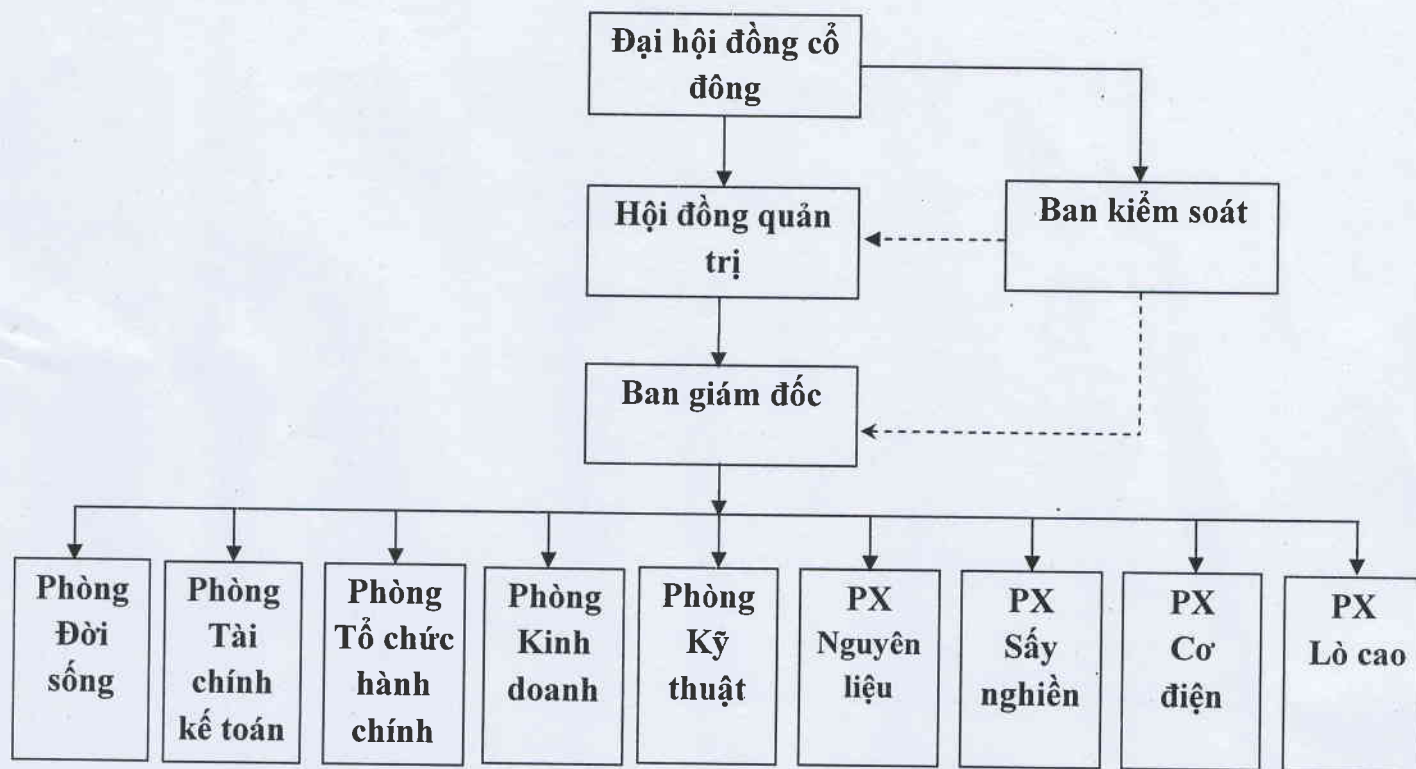 Đại hội đồng cổ
đông
Hội đồng quản
trị
Ban kiểm soát
Ban giám đốc
Phòng
Đời
sống
Phòng
Tài
chính
kế toán
Phòng
Tổ chức
hành
chính
Phòng
Kinh
doanh
Phòng
Kỹ
thuật
PX
Nguyên
liệu
PX
Sấy
nghiền
PX
Cơ
điện
PX
Lò cao